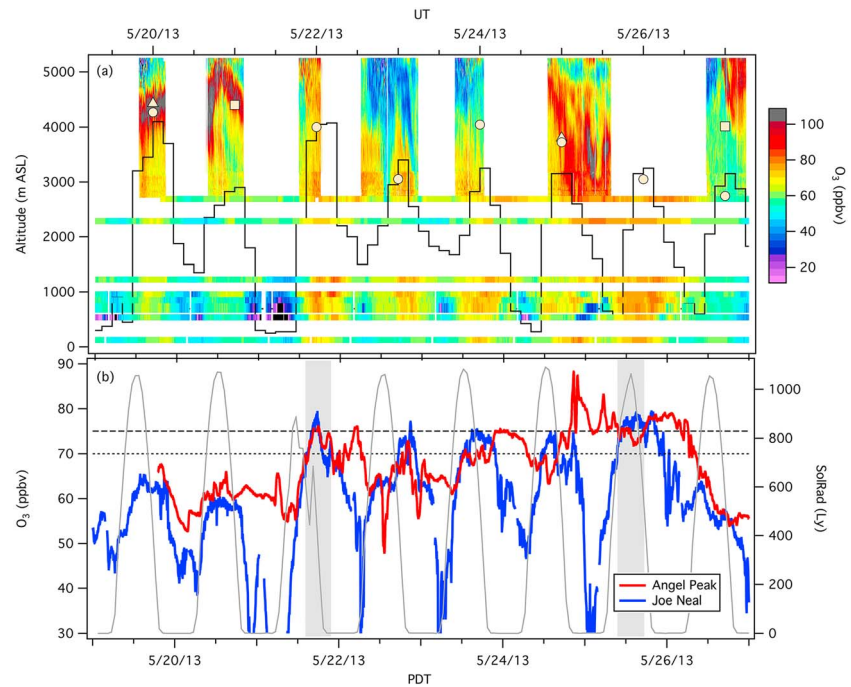 UT
5/20/13 5/22/13 5/24/13 5/26/13
(a)
5000
4000
3000
2000
1000
0
Altitude (m ASL)
100
80
60
40
20
O3 (ppbv)
(b)
90
80
70
60
50
40
30
O3 (ppbv)
1000
800
600
400
200
0
SolRad (Ly)
Angel Peak
Joe Neal
5/20/13 5/22/13 5/24/13 5/26/13
PDT